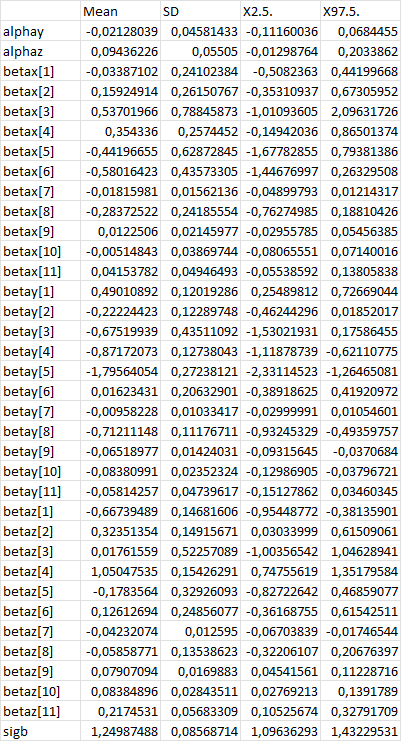 Mean SD X2.5. X97.5.
alphay -0,02128039 0,04581433 -0,11160036 0,0684455
alphaz 0,09436226 0,05505 -0,01298764 0,2033862
betax[1] -0,03387102 0,24102384 -0,5082363 0,44199668
betax[2] 0,15924914 0,26150767 -0,35310937 0,67305952
betax[3] 0,53701966 0,78845873 -1,01093605 2,09631726
betax[4] 0,354336 0,2574452 -0,14942036 0,86501374
betax[5] -0,44196655 0,62872845 -1,67782855 0,79381386
betax[6] -0,58016423 0,43573305 -1,44676997 0,26329508
betax[7] -0,01815981 0,01562136 -0,04899793 0,01214317
betax[8] -0,28372522 0,24185554 -0,76274985 0,18810426
betax[9] 0,0122506 0,02145977 -0,02955785 0,05456385
betax[10] -0,00514843 0,03869744 -0,08065551 0,07140016
betax[11] 0,04153782 0,04946493 -0,05538592 0,13805838
betay[1] 0,49010892 0,12019286 0,25489812 0,72669044
betay[2] -0,22224423 0,12289748 -0,46244296 0,01852017
betay[3] -0,67519939 0,43511092 -1,53021931 0,17586455
betay[4] -0,87172073 0,12738043 -1,11878739 -0,62110775
betay[5] -1,79564054 0,27238121 -2,33114523 -1,26465081
betay[6] 0,01623431 0,20632901 -0,38918625 0,41920972
betay[7] -0,00958228 0,01033417 -0,02999991 0,01054601
betay[8] -0,71211148 0,11176711 -0,93245329 -0,49359757
betay[9] -0,06518977 0,01424031 -0,09315645 -0,0370684
betay[10] -0,08380991 0,02352324 -0,12986905 -0,03796721
betay[11] -0,05814257 0,04739617 -0,15127862 0,03460345
betaz[1] -0,66739489 0,14681606 -0,95448772 -0,38135901
betaz[2] 0,32351354 0,14915671 0,03033999 0,61509061
betaz[3] 0,01761559 0,52257089 -1,00356542 1,04628941
betaz[4] 1,05047535 0,15426291 0,74755619 1,35179584
betaz[5] -0,1783564 0,32926093 -0,82722642 0,46859077
betaz[6] 0,12612694 0,24856077 -0,36168755 0,61542511
betaz[7] -0,04232074 0,012595 -0,06703839 -0,01746544
betaz[8] -0,05858771 0,13538623 -0,32206107 0,20676397
betaz[9] 0,07907094 0,0169883 0,04541561 0,11228716
betaz[10] 0,08384896 0,02843511 0,02769213 0,1391789
betaz[11] 0,2174531 0,05683309 0,10525674 0,32791709
sigb 1,24987488 0,08568714 1,09636293 1,43229531